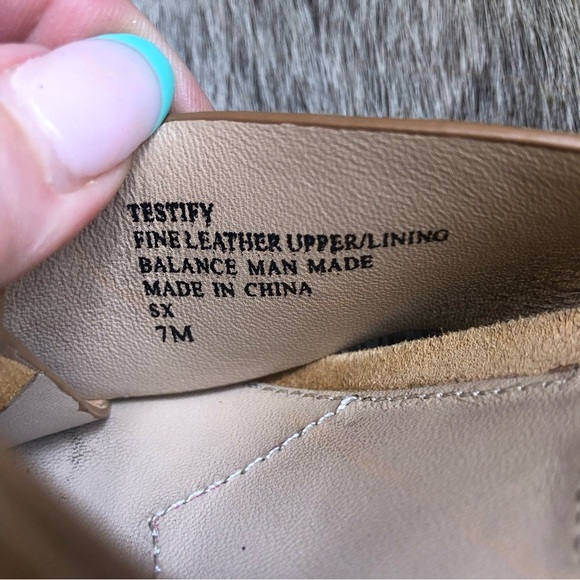 TESTIFY
FINE LEATHER UPPER/LINING
BALANCE MAN MADE
MADE IN CHINA
SX
7M